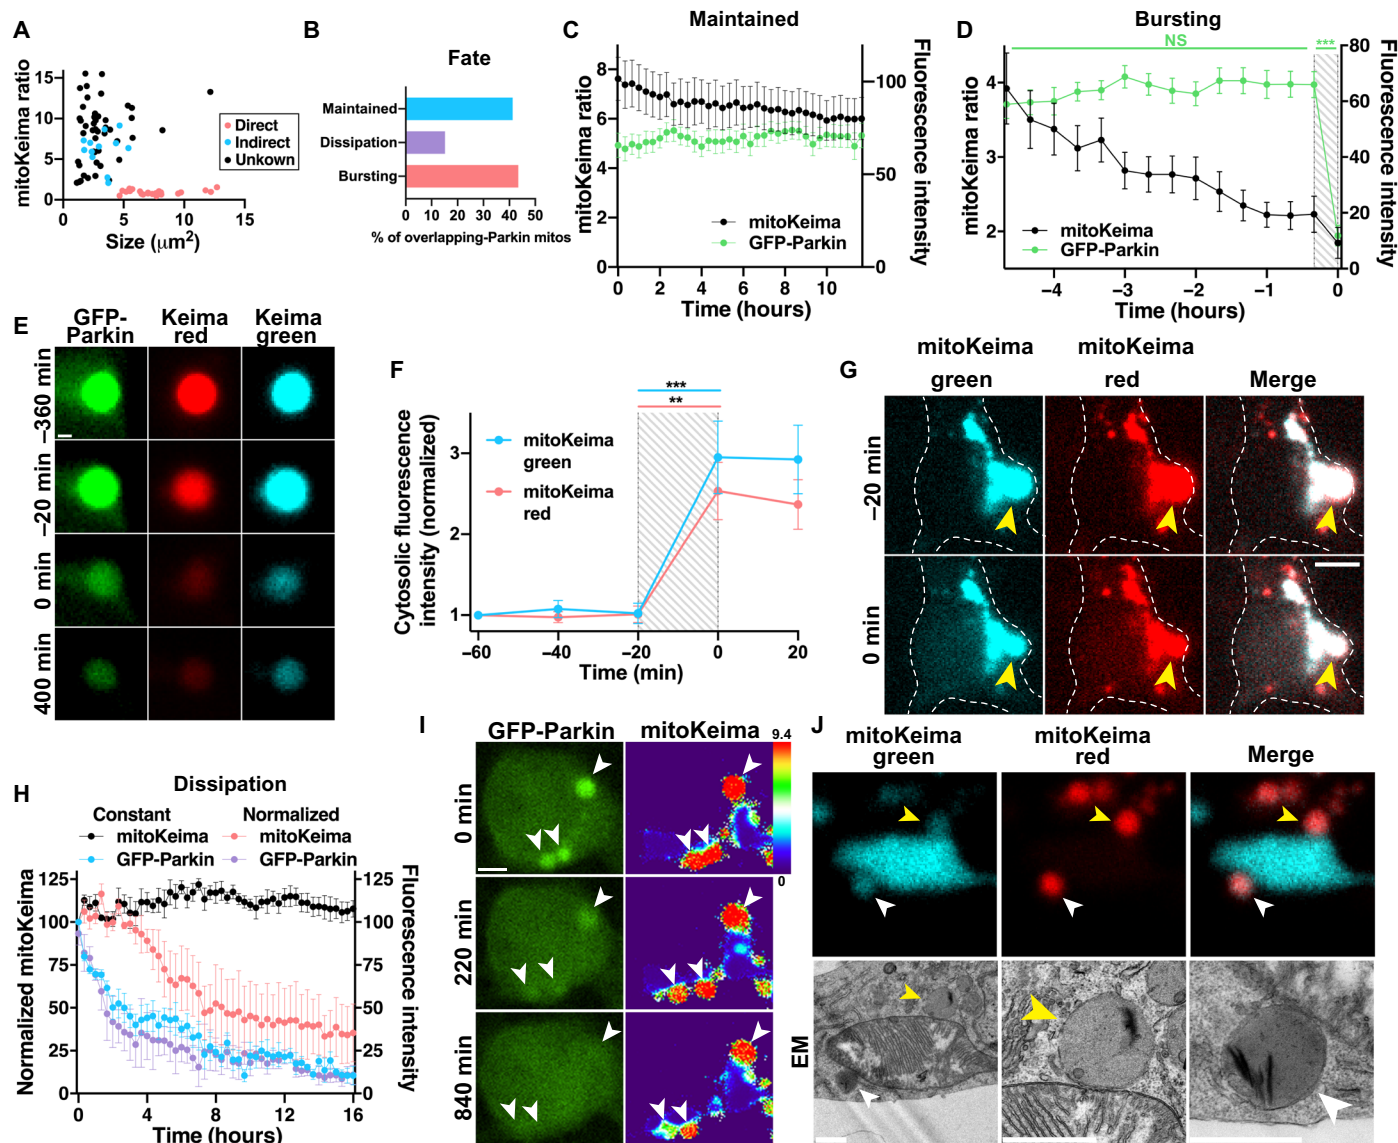 A
mitoKeima ratio
15
10
5
0
0
5
10
15
Size (μm²)
Direct
Indirect
Unkown
B
Fate
Maintained
Dissipation
Bursting
0 10 20 30 40 50
% of overlapping-Parkin mitos
C
Maintained
mitoKeima ratio
8
6
4
2
0
0 2 4 6 8 10
Time (hours)
100
50
0
Fluorescence intensity
mitoKeima
GFP-Parkin
D
Bursting
NS
***
mitoKeima ratio
4
3
2
−4 −3 −2 −1 0
Time (hours)
80
60
40
20
0
Fluorescence intensity
mitoKeima
GFP-Parkin
E
GFP-
Parkin
Keima
red
Keima
green
−360 min
−20 min
0 min
400 min
F
***
**
Cytosolic fluorescence
intensity (normalized)
3
2
1
−60 −40 −20 0 20
Time (min)
mitoKeima
green
mitoKeima
red
G
mitoKeima
green
mitoKeima
red
Merge
−20 min
0 min
H
Dissipation
Constant
Normalized
mitoKeima
mitoKeima
GFP-Parkin
GFP-Parkin
Normalized mitoKeima
125
100
75
50
25
0
0 4 8 12 16
Time (hours)
125
100
75
50
25
0
Fluorescence intensity
I
GFP-Parkin
mitoKeima
9.4
0
0 min
220 min
840 min
J
mitoKeima
green
mitoKeima
red
Merge
EM